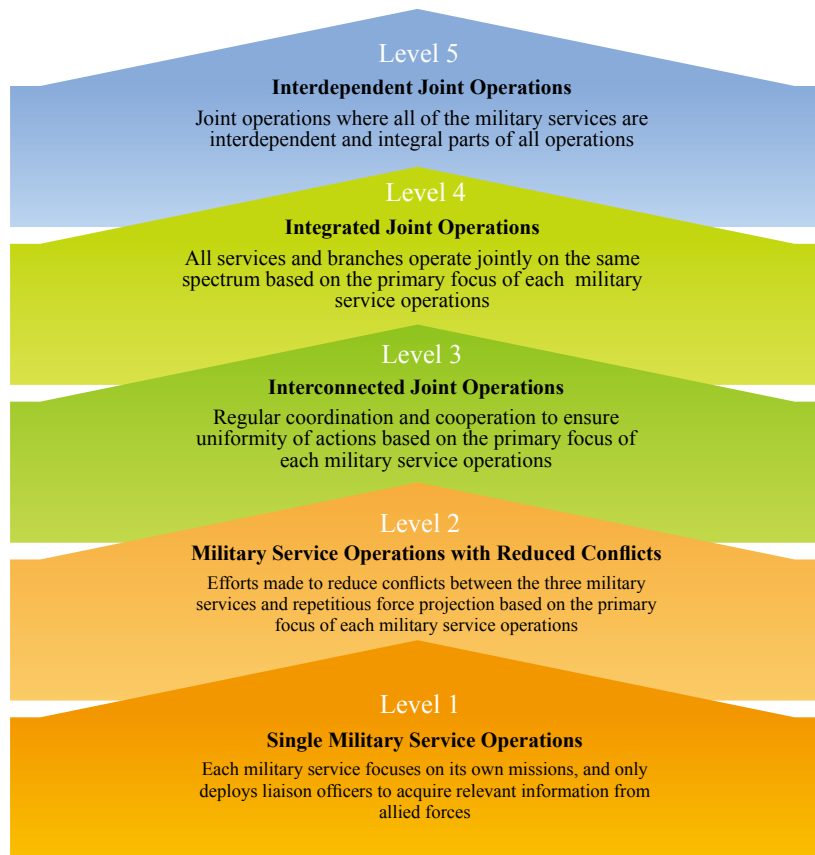 Level 5
Interdependent Joint Operations
Joint operations where all of the military services are
interdependent and integral parts of all operations
Level 4
Integrated Joint Operations
All services and branches operate jointly on the same
spectrum based on the primary focus of each military
service operations
Level 3
Interconnected Joint Operations
Regular coordination and cooperation to ensure
uniformity of actions based on the primary focus of
each military service operations
Level 2
Military Service Operations with Reduced Conflicts
Efforts made to reduce conflicts between the three military
services and repetitious force projection based on the primary
focus of each military service operations
Level 1
Single Military Service Operations
Each military service focuses on its own missions, and only
deploys liaison officers to acquire relevant information from
allied forces